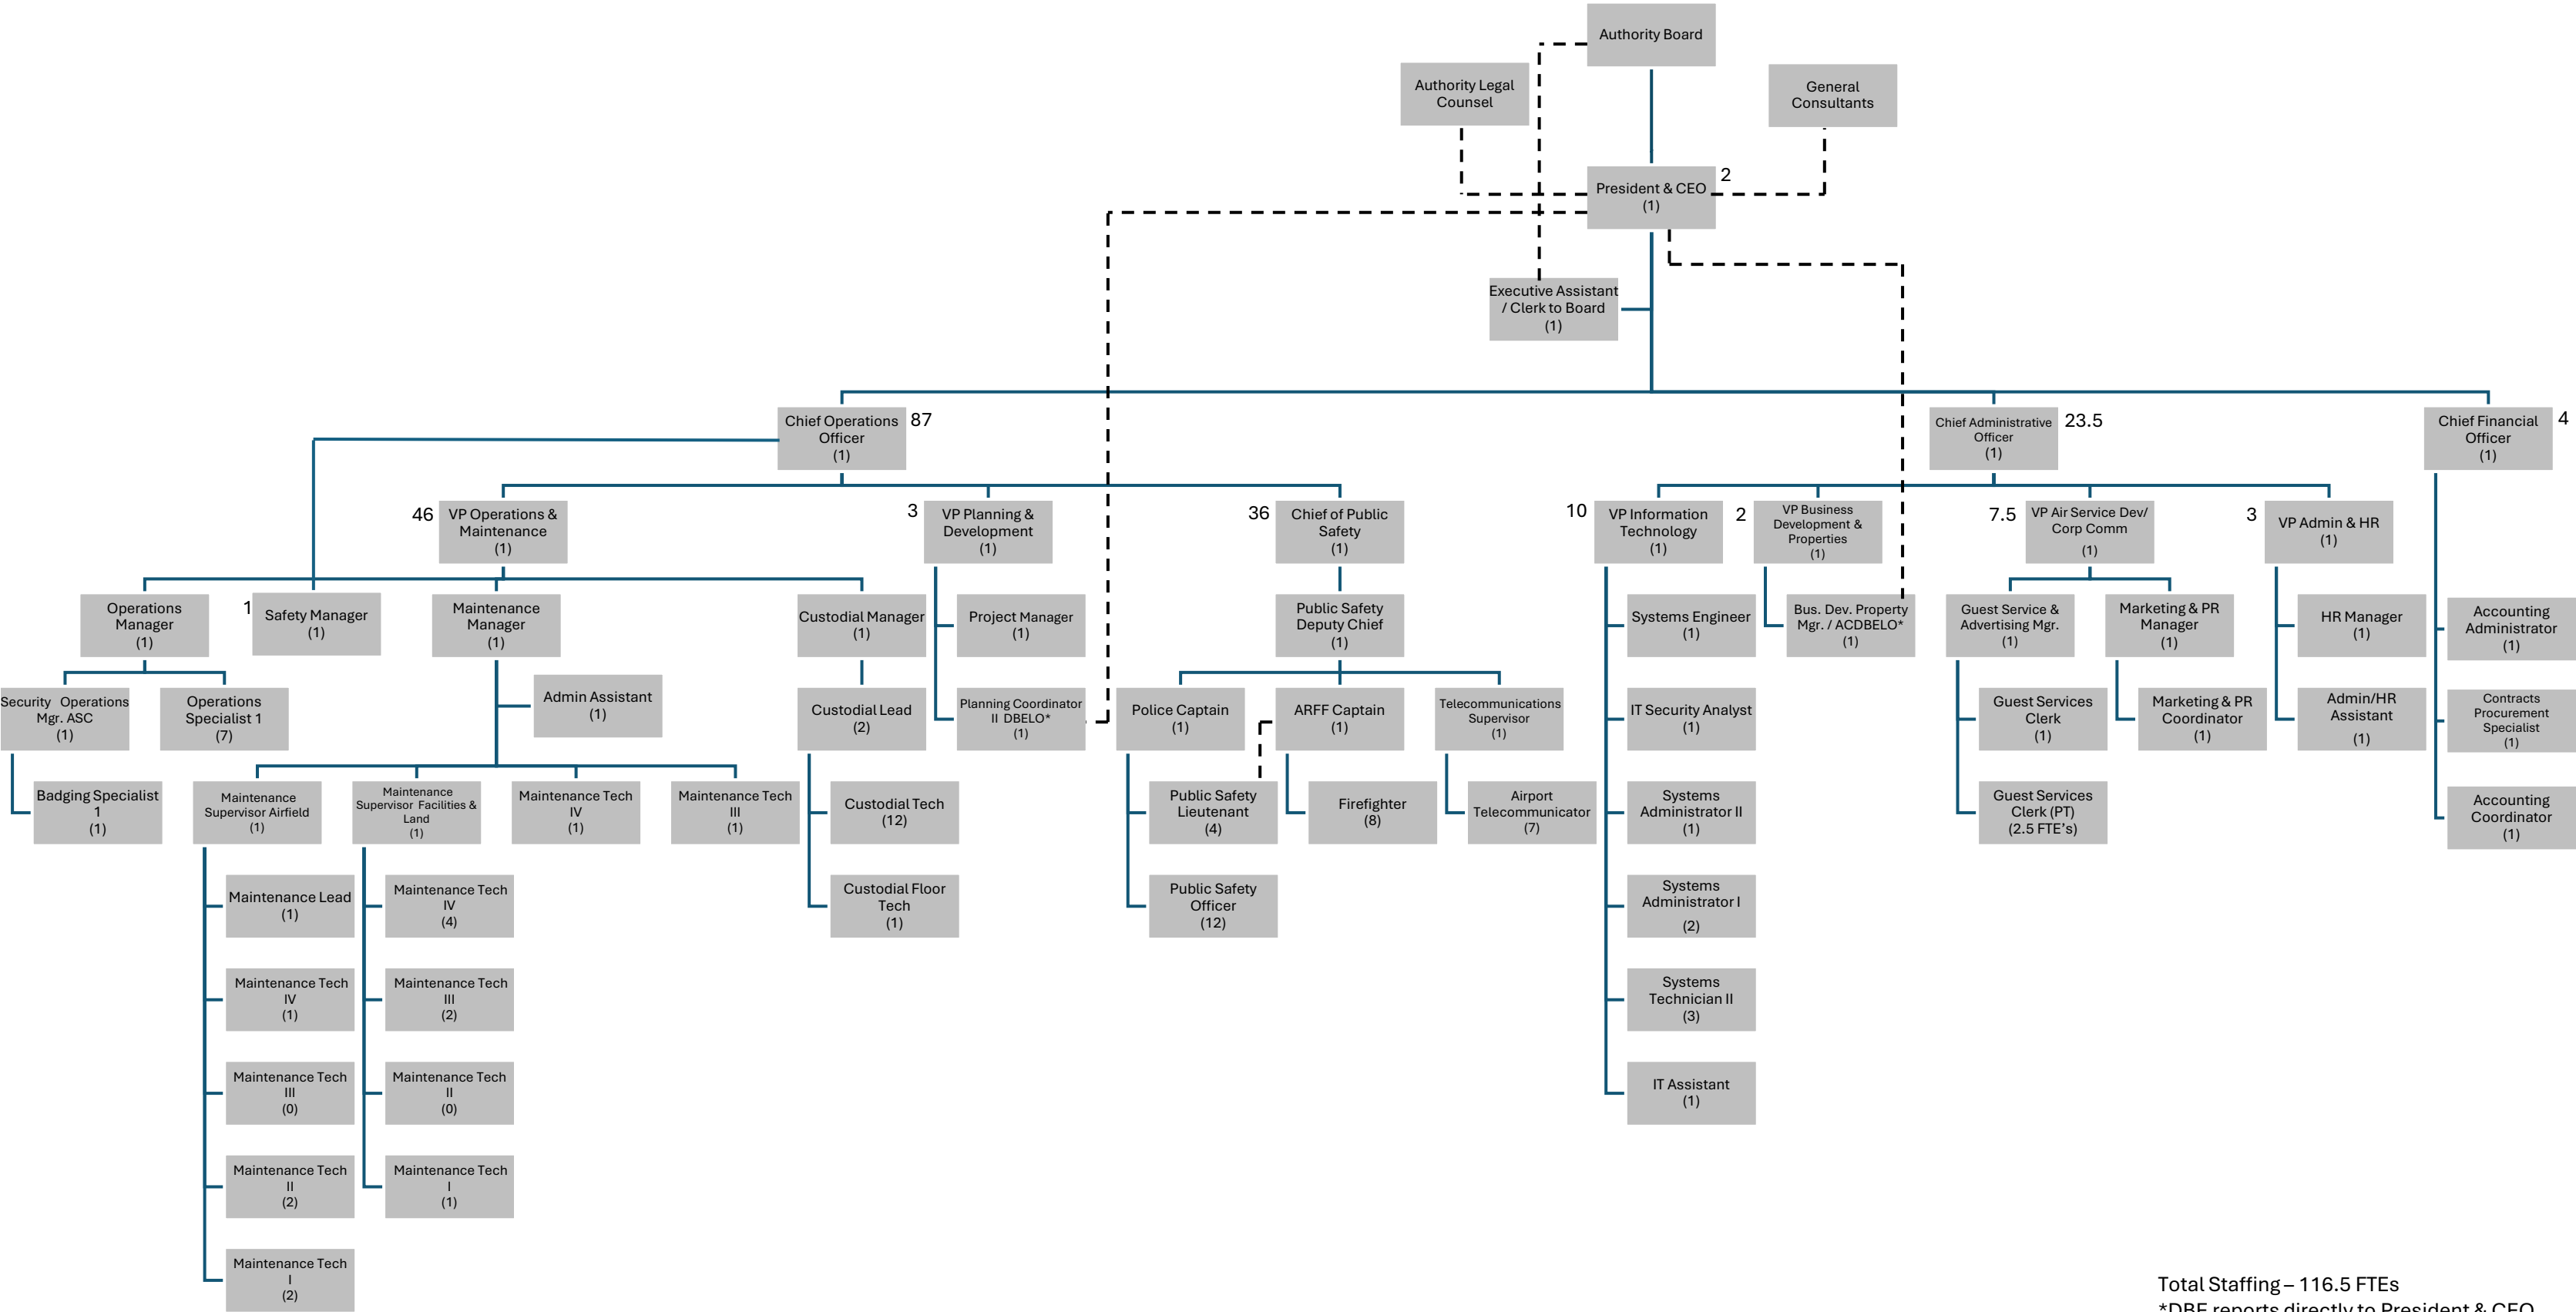 Authority Board
Authority Legal
Counsel
General
Consultants
President & CEO
(1)
2
Executive Assistant
/ Clerk to Board
(1)
Chief Operations
Officer
(1)
87
Chief Administrative
Officer
(1)
23.5
Chief Financial
Officer
(1)
4
46
VP Operations &
Maintenance
(1)
3
VP Planning &
Development
(1)
36
Chief of Public
Safety
(1)
10
VP Information
Technology
(1)
2
VP Business
Development &
Properties
(1)
7.5
VP Air Service Dev/
Corp Comm
(1)
3
VP Admin & HR
(1)
Operations
Manager
(1)
1
Safety Manager
(1)
Maintenance
Manager
(1)
Custodial Manager
(1)
Project Manager
(1)
Public Safety
Deputy Chief
(1)
Systems Engineer
(1)
Bus. Dev. Property
Mgr. / ACDBELO*
(1)
Guest Service &
Advertising Mgr.
(1)
Marketing & PR
Manager
(1)
HR Manager
(1)
Accounting
Administrator
(1)
Security Operations
Mgr. ASC
(1)
Operations
Specialist 1
(7)
Admin Assistant
(1)
Custodial Lead
(2)
Planning Coordinator
II DBELO*
(1)
Police Captain
(1)
ARFF Captain
(1)
Telecommunications
Supervisor
(1)
IT Security Analyst
(1)
Guest Services
Clerk
(1)
Marketing & PR
Coordinator
(1)
Admin/HR
Assistant
(1)
Contracts
Procurement
Specialist
(1)
Badging Specialist
1
(1)
Maintenance
Supervisor Airfield
(1)
Maintenance
Supervisor Facilities &
Land
(1)
Maintenance Tech
IV
(1)
Maintenance Tech
III
(1)
Custodial Tech
(12)
Public Safety
Lieutenant
(4)
Firefighter
(8)
Airport
Telecommunicator
(7)
Systems
Administrator II
(1)
Guest Services
Clerk (PT)
(2.5 FTE's)
Accounting
Coordinator
(1)
Maintenance Lead
(1)
Maintenance Tech
IV
(4)
Custodial Floor
Tech
(1)
Public Safety
Officer
(12)
Systems
Administrator I
(2)
Maintenance Tech
IV
(1)
Maintenance Tech
III
(2)
Systems
Technician II
(3)
Maintenance Tech
III
(0)
Maintenance Tech
II
(0)
IT Assistant
(1)
Maintenance Tech
II
(2)
Maintenance Tech
I
(1)
Maintenance Tech
I
(2)
Total Staffing – 116.5 FTEs
*DBE reports directly to President & CEO